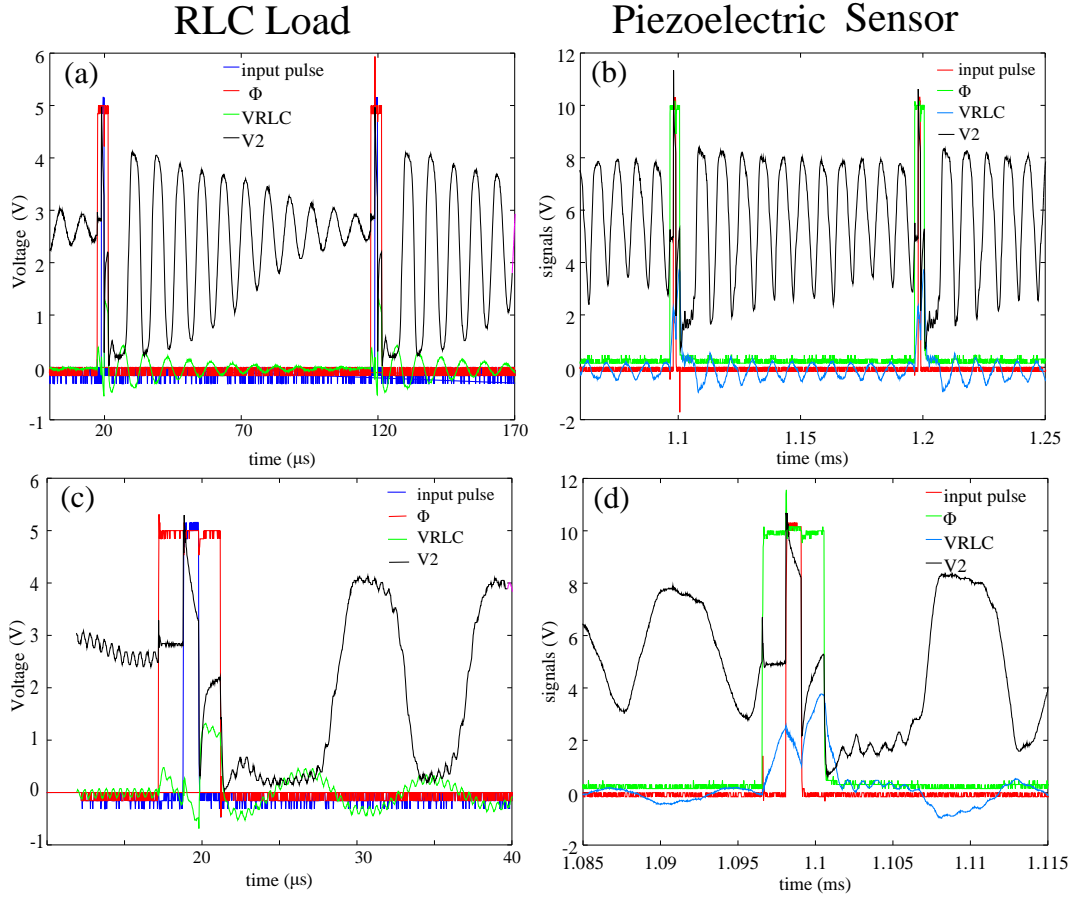 RLC Load
Piezoelectric Sensor
(a)
input pulse
Φ
VRLC
V2
Voltage (V)
6
5
4
3
2
1
0
-1
20
70
120
170
time (μs)
(b)
input pulse
Φ
VRLC
V2
signals (V)
12
10
8
6
4
2
0
-2
1.1
1.15
1.2
1.25
time (ms)
(c)
input pulse
Φ
VRLC
V2
Voltage (V)
6
5
4
3
2
1
0
-1
20
30
40
time (μs)
(d)
input pulse
Φ
VRLC
V2
signals (V)
12
10
8
6
4
2
0
-2
1.085
1.09
1.095
1.1
1.105
1.11
1.115
time (ms)